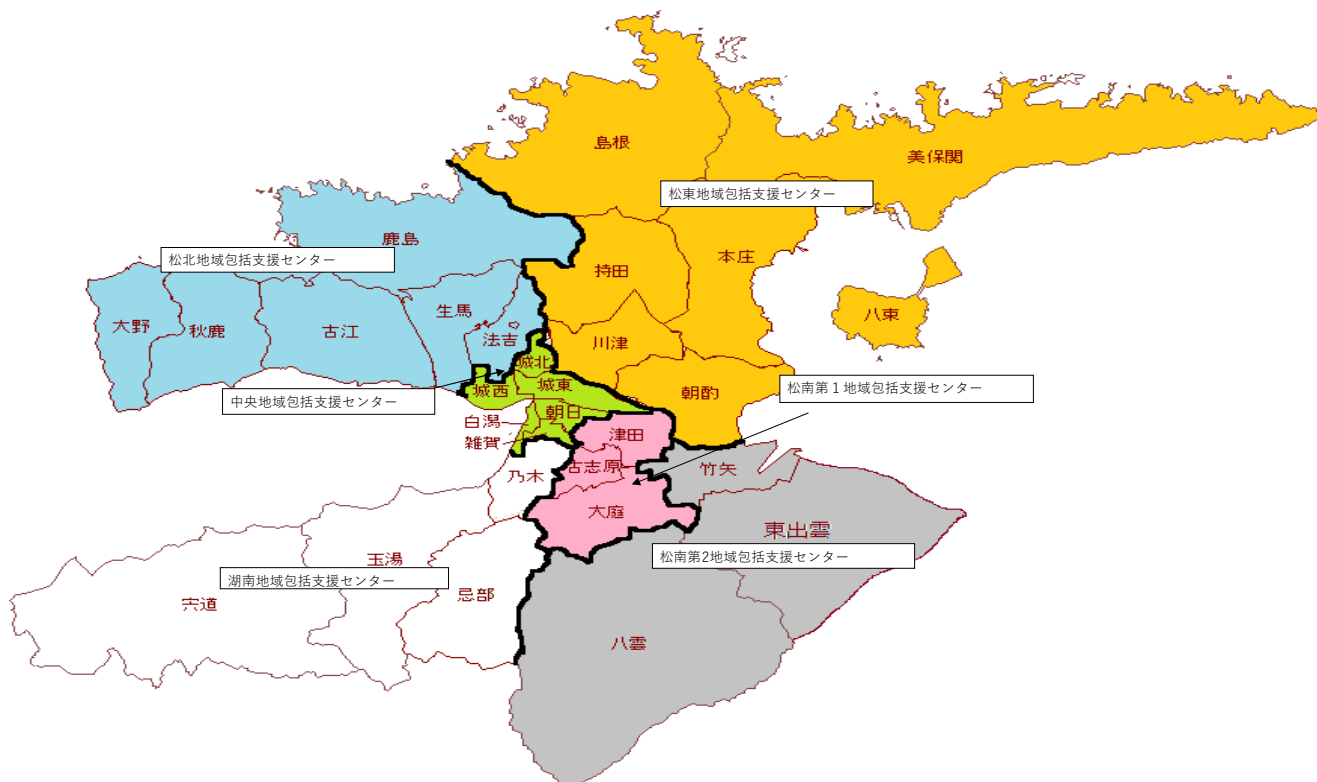 島根
美保関
松東地域包括支援センター
鹿島
本庄
松北地域包括支援センター
持田
大野
秋鹿
古江
生馬
八束
法吉
川津
城北
城西
城東
朝酌
松南第１地域包括支援センター
中央地域包括支援センター
朝日
白潟
雑賀
津田
乃木
古志原
竹矢
大庭
東出雲
玉湯
松南第2地域包括支援センター
湖南地域包括支援センター
忌部
宍道
八雲